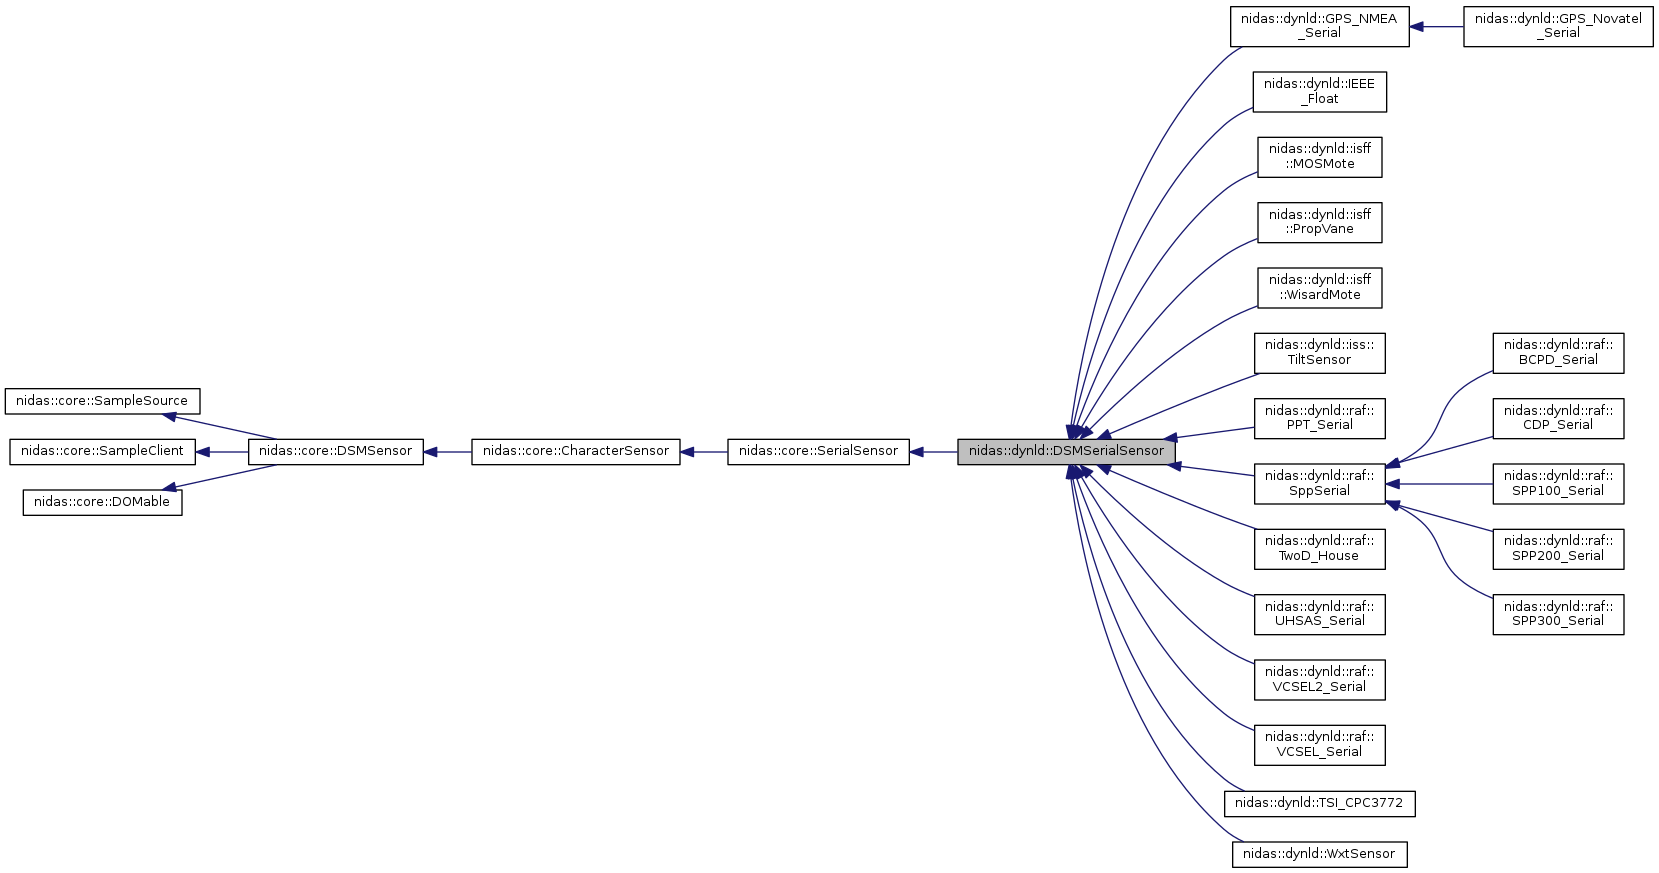 nidas::core::SampleSource
nidas::core::SampleClient
nidas::core::DOMable
nidas::core::DSMSensor
nidas::core::CharacterSensor
nidas::core::SerialSensor
nidas::dynld::DSMSerialSensor
nidas::dynld::GPS_NMEA
_Serial
nidas::dynld::IEEE
_Float
nidas::dynld::isff
::MOSMote
nidas::dynld::isff
::PropVane
nidas::dynld::isff
::WisardMote
nidas::dynld::iss::
TiltSensor
nidas::dynld::raf::
PPT_Serial
nidas::dynld::raf::
SppSerial
nidas::dynld::raf::
TwoD_House
nidas::dynld::raf::
UHSAS_Serial
nidas::dynld::raf::
VCSEL2_Serial
nidas::dynld::raf::
VCSEL_Serial
nidas::dynld::TSI_CPC3772
nidas::dynld::WxtSensor
nidas::dynld::GPS_Novatel
_Serial
nidas::dynld::raf::
BCPD_Serial
nidas::dynld::raf::
CDP_Serial
nidas::dynld::raf::
SPP100_Serial
nidas::dynld::raf::
SPP200_Serial
nidas::dynld::raf::
SPP300_Serial